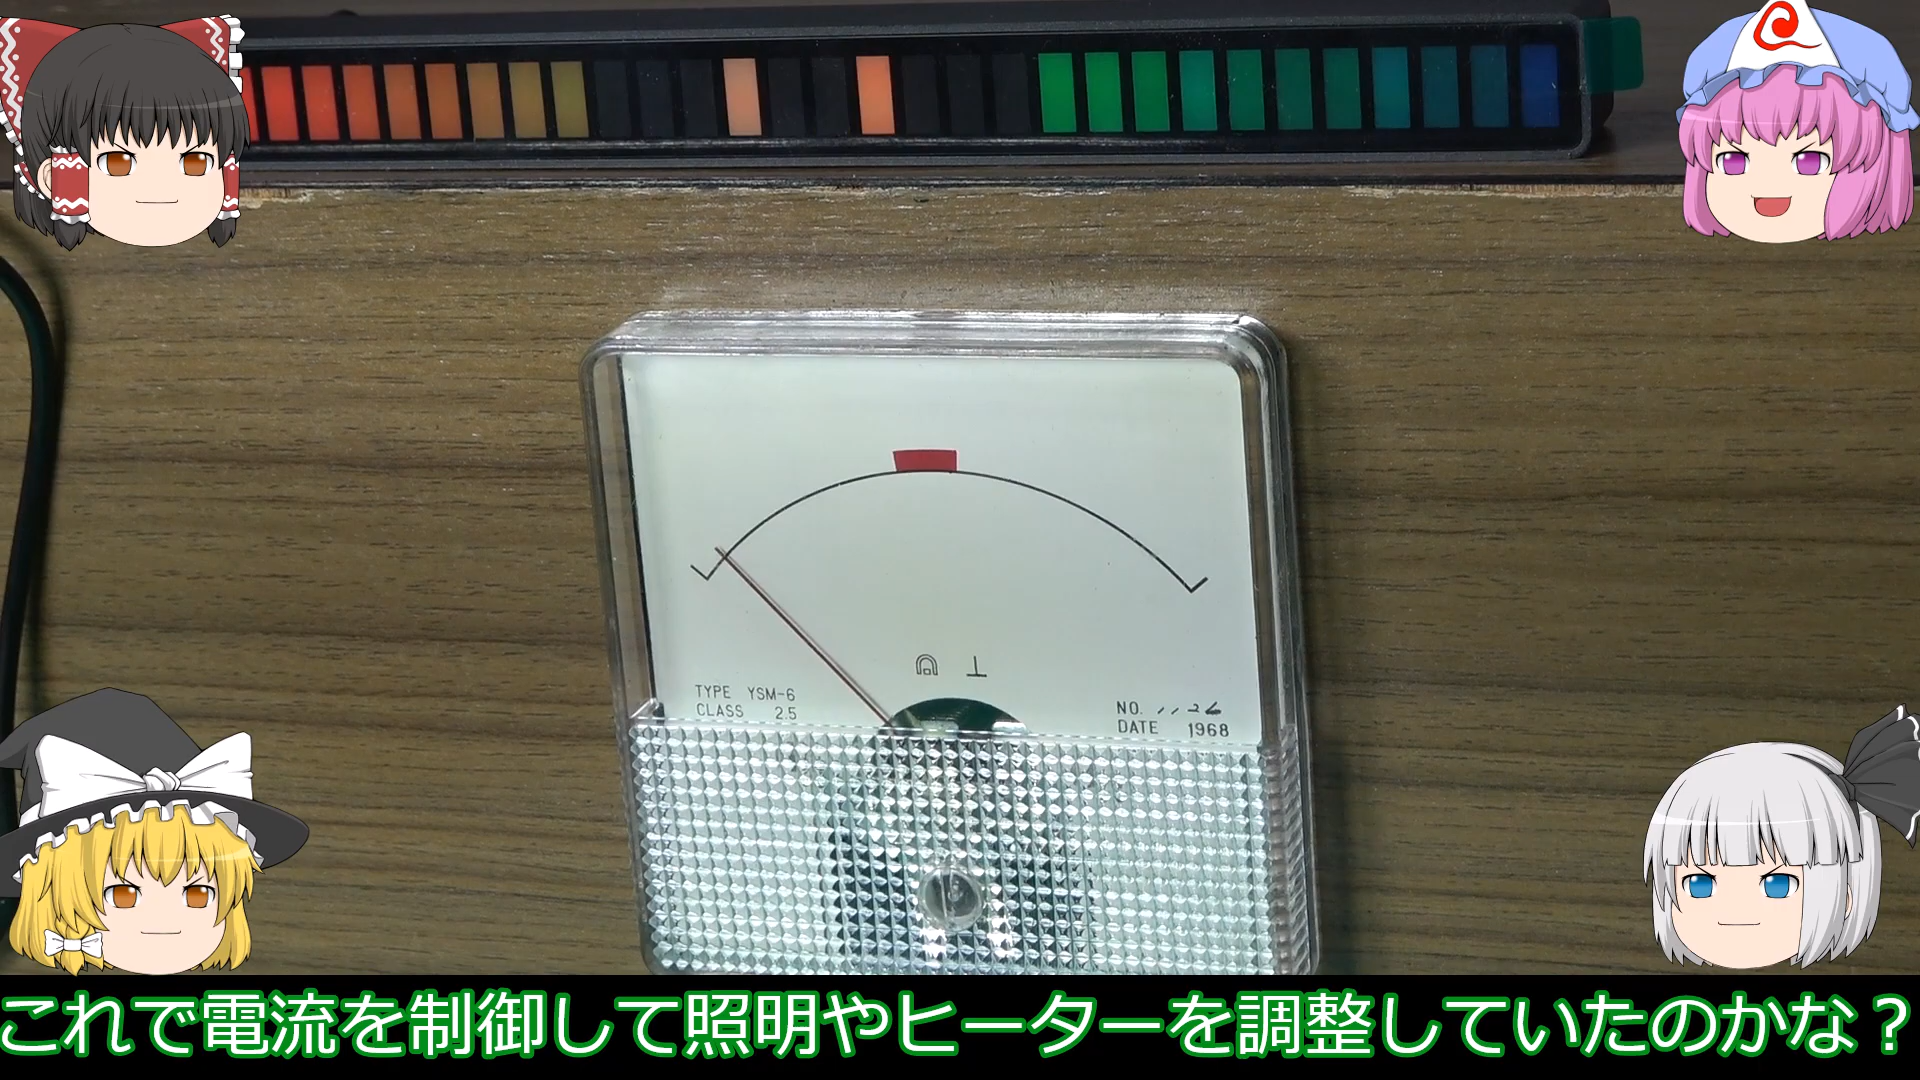 TYPE YSM-6
CLASS 2.5
NO. 1126
DATE 1968
これで電流を制御して照明やヒーターを調整していたのかな？